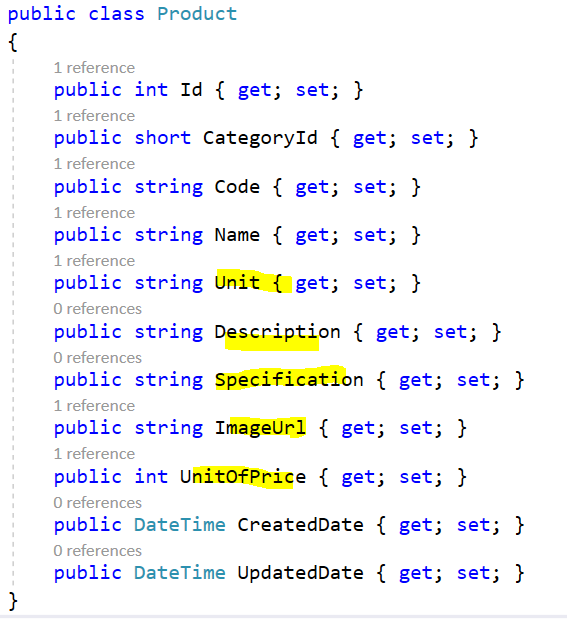 public class Product
{
1 reference
public int Id { get; set; }
1 reference
public short CategoryId { get; set; }
1 reference
public string Code { get; set; }
1 reference
public string Name { get; set; }
1 reference
public string Unit { get; set; }
0 references
public string Description { get; set; }
0 references
public string Specification { get; set; }
1 reference
public string ImageUrl { get; set; }
1 reference
public int UnitOfPrice { get; set; }
0 references
public DateTime CreatedDate { get; set; }
0 references
public DateTime UpdatedDate { get; set; }
}